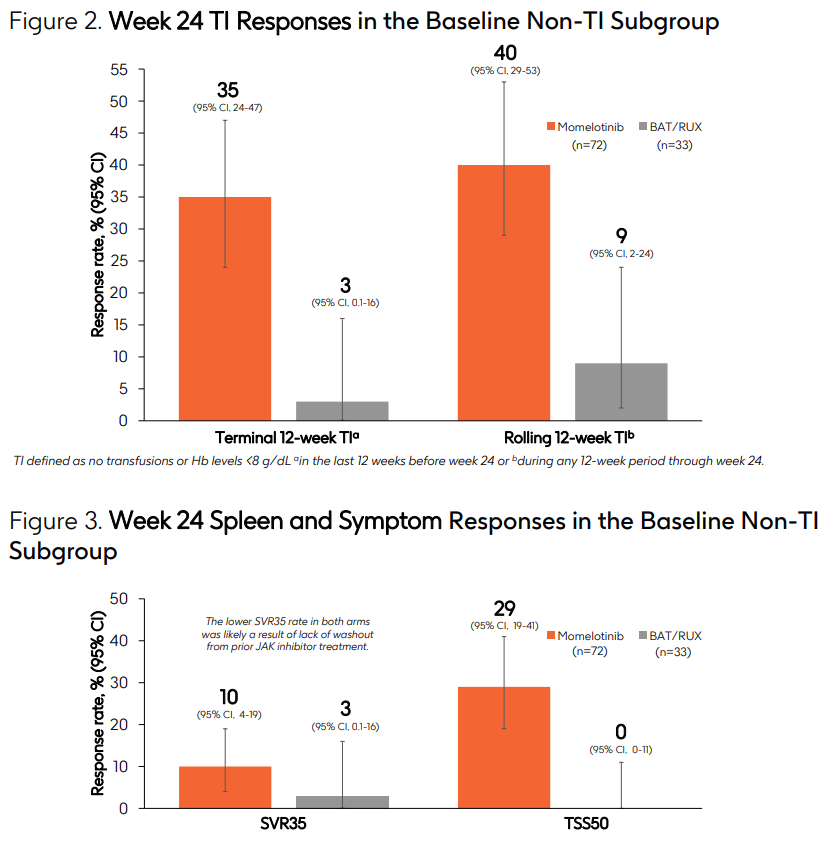 Figure 2. Week 24 TI Responses in the Baseline Non-TI Subgroup
Response rate, % (95% CI)
55
50
45
40
35
30
25
20
15
10
5
0
35
(95% CI, 24-47)
3
(95% CI, 0.1-16)
40
(95% CI, 29-53)
9
(95% CI, 2-24)
Momelotinib
(n=72)
BAT/RUX
(n=33)
Terminal 12-week TIᵃ
Rolling 12-week TIᵇ
TI defined as no transfusions or Hb levels <8 g/dL ᵃin the last 12 weeks before week 24 or ᵇduring any 12-week period through week 24.
Figure 3. Week 24 Spleen and Symptom Responses in the Baseline Non-TI
Subgroup
Response rate, % (95% CI)
50
40
30
20
10
0
The lower SVR35 rate in both arms
was likely a result of lack of washout
from prior JAK inhibitor treatment.
10
(95% CI, 4-19)
3
(95% CI, 0.1-16)
29
(95% CI, 19-41)
0
(95% CI, 0-11)
Momelotinib
(n=72)
BAT/RUX
(n=33)
SVR35
TSS50